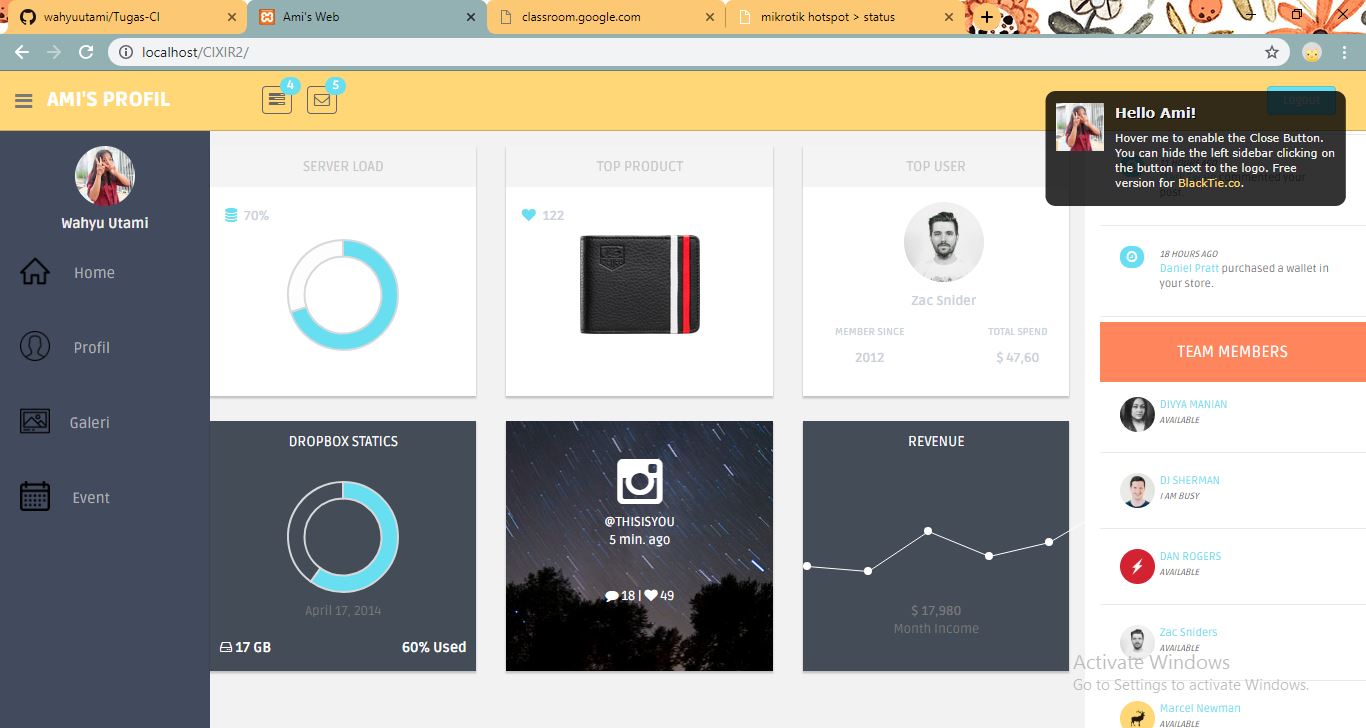 wahyuutami/Tugas-CI
Ami's Web
classroom.google.com
mikrotik hotspot > status
localhost/CIXIR2/
AMI'S PROFIL
4
5
Logout
Hello Ami!
Hover me to enable the Close Button.
You can hide the left sidebar clicking on
the button next to the logo. Free
version for BlackTie.co.
Wahyu Utami
Home
Profil
Galeri
Event
SERVER LOAD
70%
TOP PRODUCT
122
TOP USER
Zac Snider
MEMBER SINCE
TOTAL SPEND
2012
$ 47,60
DROPBOX STATICS
April 17, 2014
17 GB
60% Used
@THISISYOU
5 min. ago
18 | 49
REVENUE
$ 17,980
Month Income
18 HOURS AGO
Daniel Pratt purchased a wallet in
your store.
TEAM MEMBERS
DIVYA MANIAN
AVAILABLE
DJ SHERMAN
I AM BUSY
DAN ROGERS
AVAILABLE
Zac Sniders
AVAILABLE
Marcel Newman
AVAILABLE
Activate Windows
Go to Settings to activate Windows.